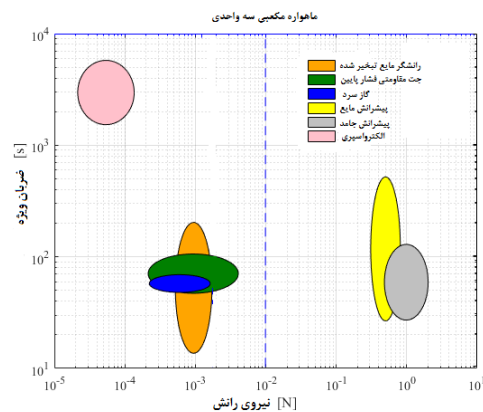 ماهواره مکعبی سه واحدی
10^4
10^3
10^2
10^1
ضربان ویژه [s]
رانشگر مایع تبخیر شده
جت مقاومتی فشار پایین
گاز سرد
پیشرانش مایع
پیشرانش جامد
الکترواسپری
10^-5 10^-4 10^-3 10^-2 10^-1 10^0 10^1
نیروی رانش [N]